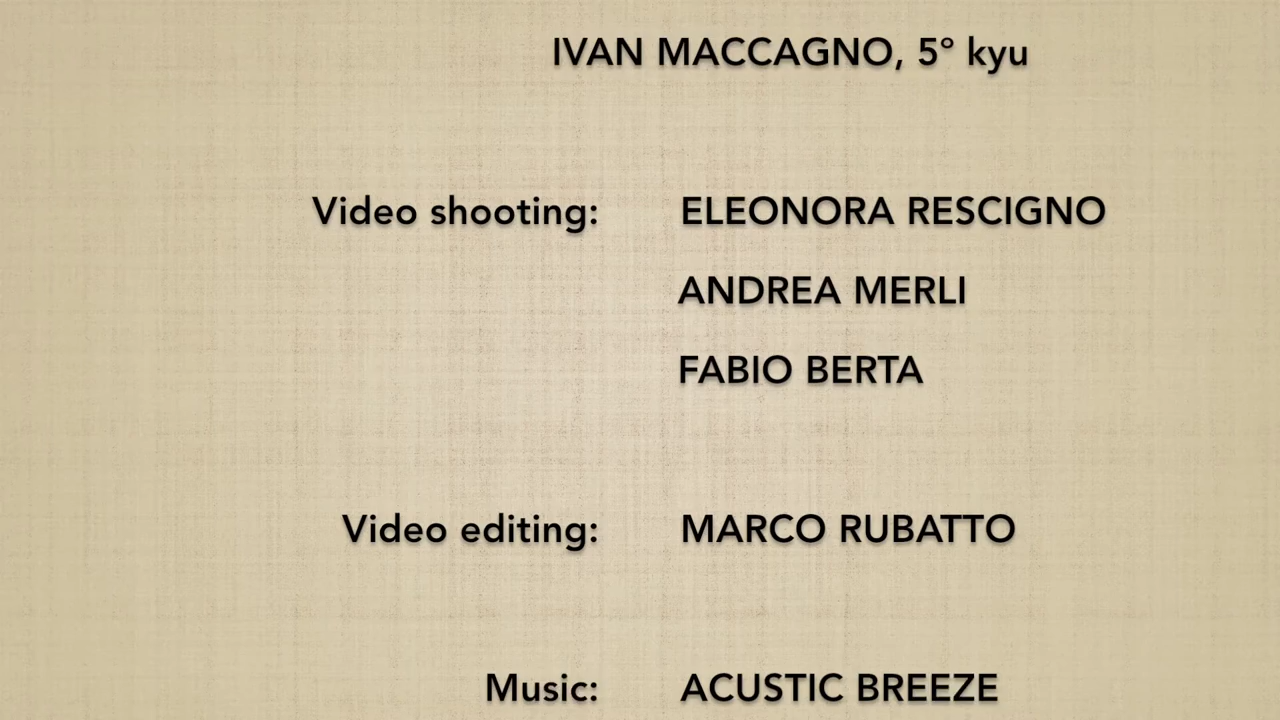 IVAN MACCAGNO, 5° kyu
Video shooting: ELEONORA RESCIGNO
ANDREA MERLI
FABIO BERTA
Video editing: MARCO RUBATTO
Music: ACUSTIC BREEZE